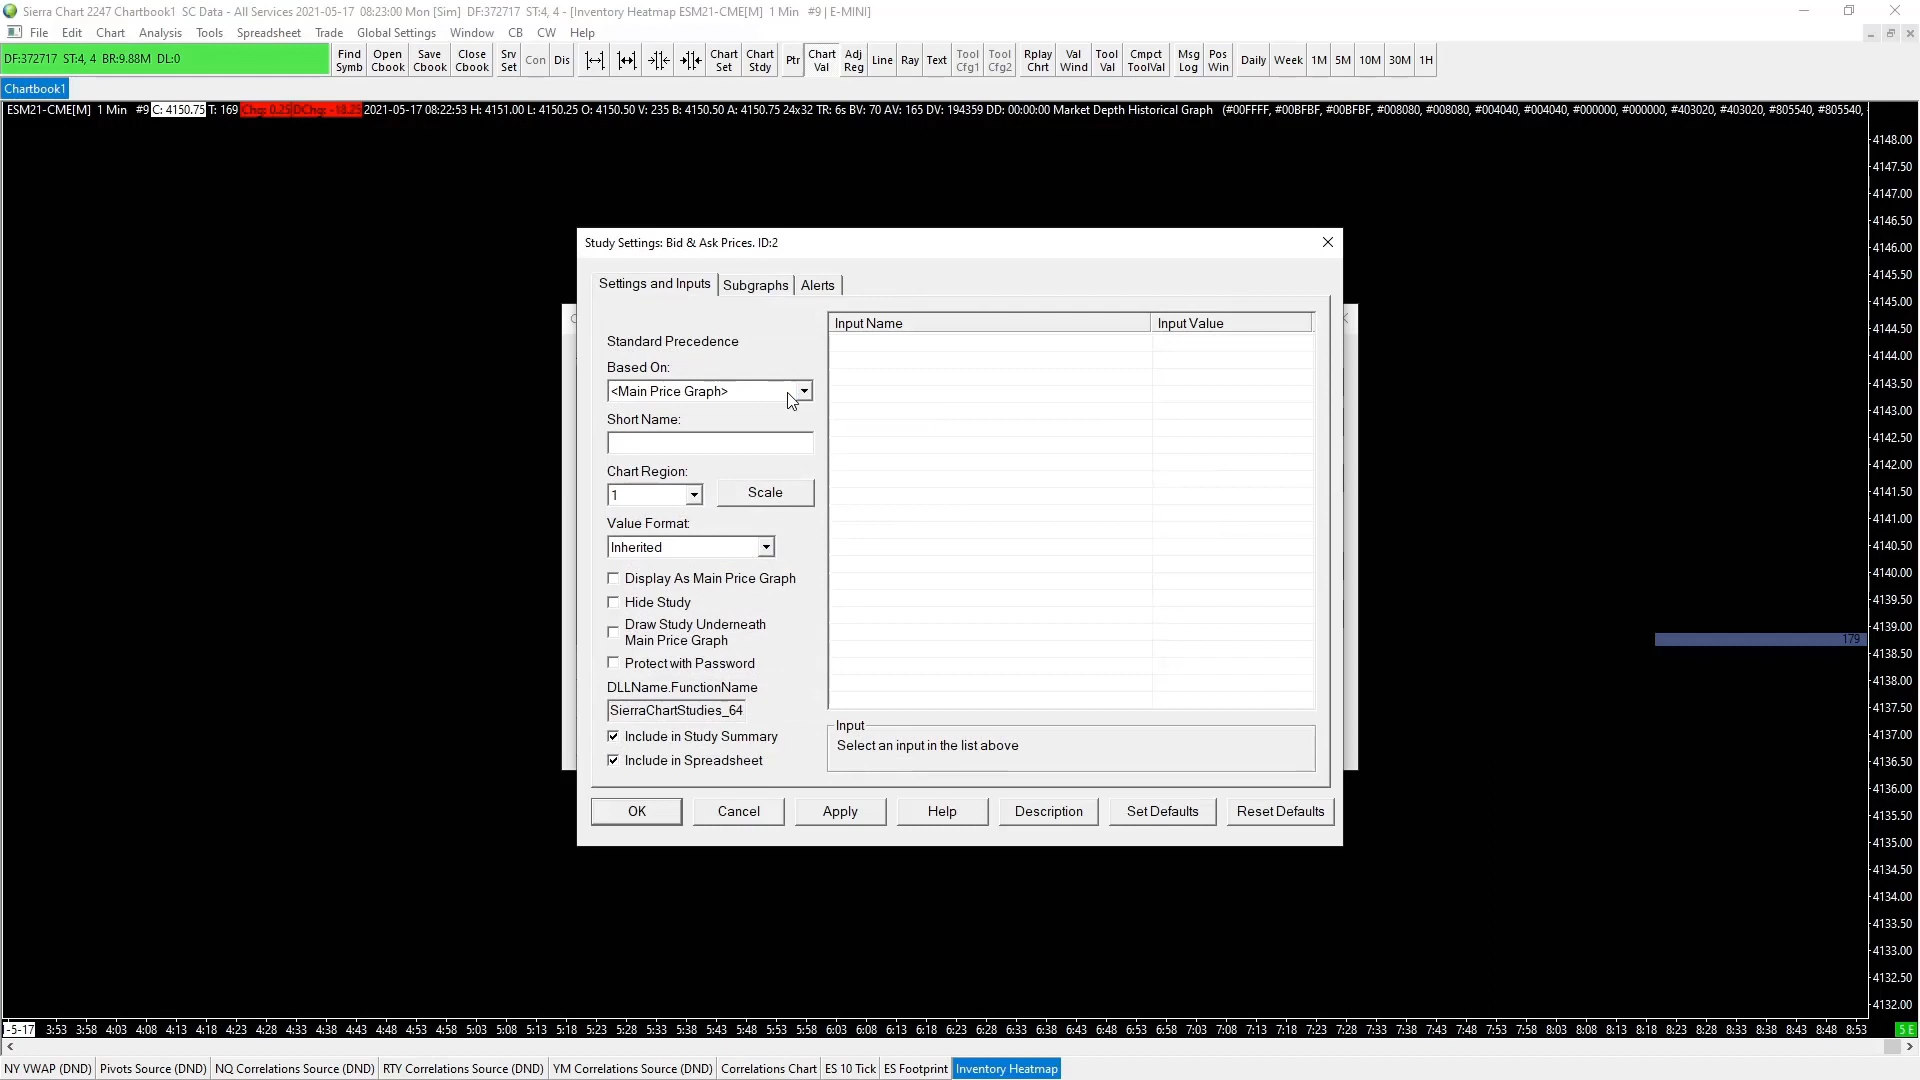 Sierra Chart 2247 Chartbook1 SC Data - All Services 2021-05-17 08:23:00 Mon [Sim] DF:372717 ST:4, 4 - [Inventory Heatmap ESM21-CME[M] 1 Min #9 | E-MINI]
File Edit Chart Analysis Tools Spreadsheet Trade Global Settings Window CB CW Help
DF:372717 ST:4, 4 BR:9.88M DL:0
Find Symb
Open Cbook
Save Cbook
Close Cbook
Srv Set
Con
Dis
Chart Set
Chart Stdy
Ptr
Chart Val
Adj Reg
Line
Ray
Text
Tool Cfg1
Tool Cfg2
Rplay Chrt
Val Wind
Tool Val
Cmpct ToolVal
Msg Log
Pos Win
Daily
Week
1M
5M
10M
30M
1H
Chartbook1
ESM21-CME[M] 1 Min #9 C: 4150.75 T: 169 Chg: 0.25 DChg: -18.25 2021-05-17 08:22:53 H: 4151.00 L: 4150.25 O: 4150.50 V: 235 B: 4150.50 A: 4150.75 24x32 TR: 6s BV: 70 AV: 165 DV: 194359 DD: 00:00:00 Market Depth Historical Graph (#00FFFF, #00BFBF, #00BFBF, #008080, #008080, #004040, #004040, #000000, #000000, #403020, #403020, #805540, #805540,
4148.00
4147.50
4147.00
4146.50
4146.00
4145.50
4145.00
4144.50
4144.00
4143.50
4143.00
4142.50
4142.00
4141.50
4141.00
4140.50
4140.00
4139.50
4139.00
4138.50
4138.00
4137.50
4137.00
4136.50
4136.00
4135.50
4135.00
4134.50
4134.00
4133.50
4133.00
4132.50
4132.00
179
Study Settings: Bid & Ask Prices. ID:2
Settings and Inputs
Subgraphs
Alerts
Standard Precedence
Based On:
<Main Price Graph>
Short Name:
Chart Region:
1
Scale
Value Format:
Inherited
Display As Main Price Graph
Hide Study
Draw Study Underneath
Main Price Graph
Protect with Password
DLLName.FunctionName
SierraChartStudies_64
Include in Study Summary
Include in Spreadsheet
Input Name
Input Value
Input
Select an input in the list above
OK
Cancel
Apply
Help
Description
Set Defaults
Reset Defaults
-5-17 3:53 3:58 4:03 4:08 4:13 4:18 4:23 4:28 4:33 4:38 4:43 4:48 4:53 4:58 5:03 5:08 5:13 5:18 5:23 5:28 5:33 5:38 5:43 5:48 5:53 5:58 6:03 6:08 6:13 6:18 6:23 6:28 6:33 6:38 6:43 6:48 6:53 6:58 7:03 7:08 7:13 7:18 7:23 7:28 7:33 7:38 7:43 7:48 7:53 7:58 8:03 8:08 8:13 8:18 8:23 8:28 8:33 8:38 8:43 8:48 8:53
5 E
NY VWAP (DND) Pivots Source (DND) NQ Correlations Source (DND) RTY Correlations Source (DND) YM Correlations Source (DND) Correlations Chart ES 10 Tick ES Footprint Inventory Heatmap